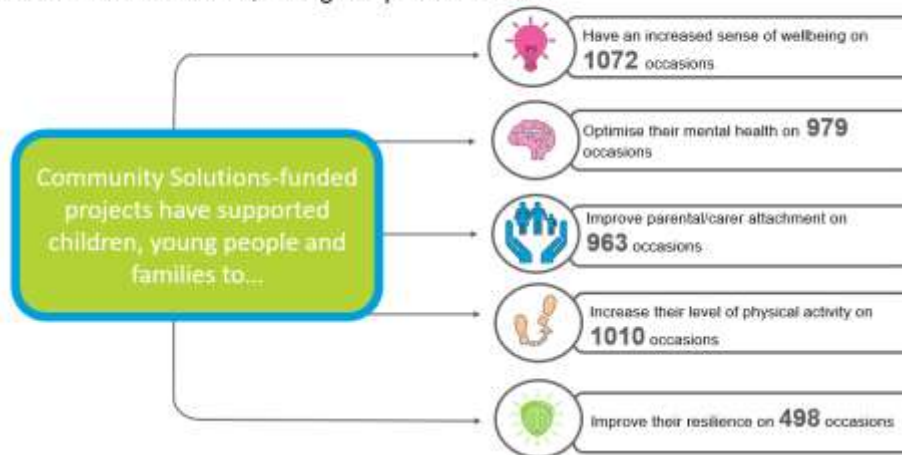 Community Solutions-funded
projects have supported
children, young people and
families to...
Have an increased sense of wellbeing on
1072 occasions
Optimise their mental health on 979
occasions
Improve parental/carer attachment on
963 occasions
Increase their level of physical activity on
1010 occasions
Improve their resilience on 498 occasions